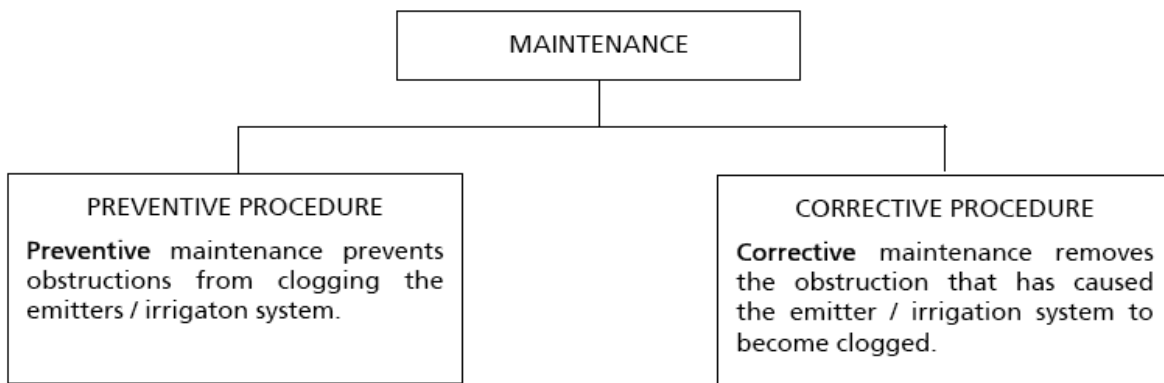 MAINTENANCE
PREVENTIVE PROCEDURE
Preventive maintenance prevents
obstructions from clogging the
emitters / irrigaton system.
CORRECTIVE PROCEDURE
Corrective maintenance removes
the obstruction that has caused
the emitter / irrigation system to
become clogged.